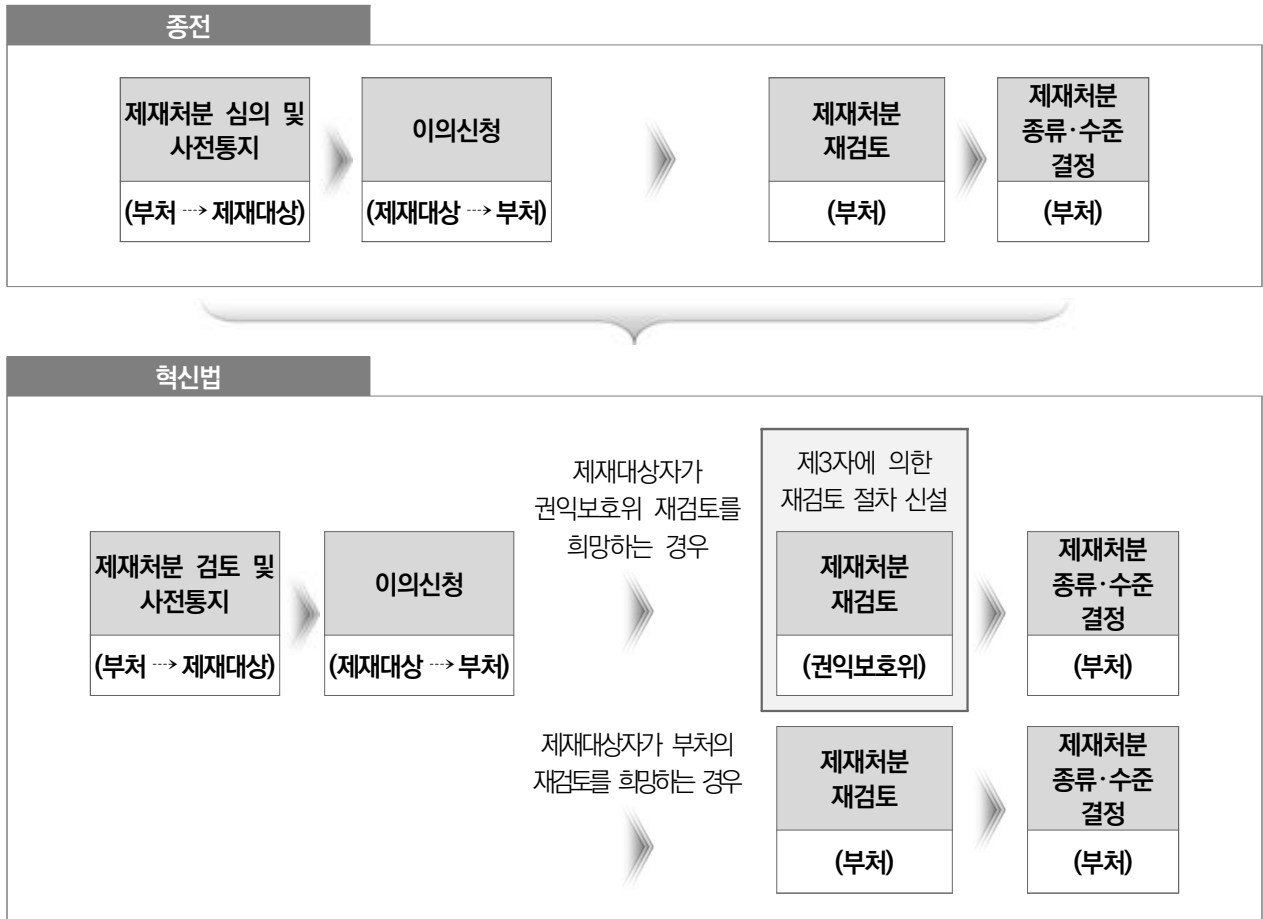 종전
제재처분 심의 및
사전통지
(부처 ⇢ 제재대상)
이의신청
(제재대상 ⇢ 부처)
제재처분
재검토
(부처)
제재처분
종류·수준
결정
(부처)
혁신법
제재처분 검토 및
사전통지
(부처 ⇢ 제재대상)
이의신청
(제재대상 ⇢ 부처)
제재대상자가
권익보호위 재검토를
희망하는 경우
제3자에 의한
재검토 절차 신설
제재처분
재검토
(권익보호위)
제재처분
종류·수준
결정
(부처)
제재대상자가 부처의
재검토를 희망하는 경우
제재처분
재검토
(부처)
제재처분
종류·수준
결정
(부처)